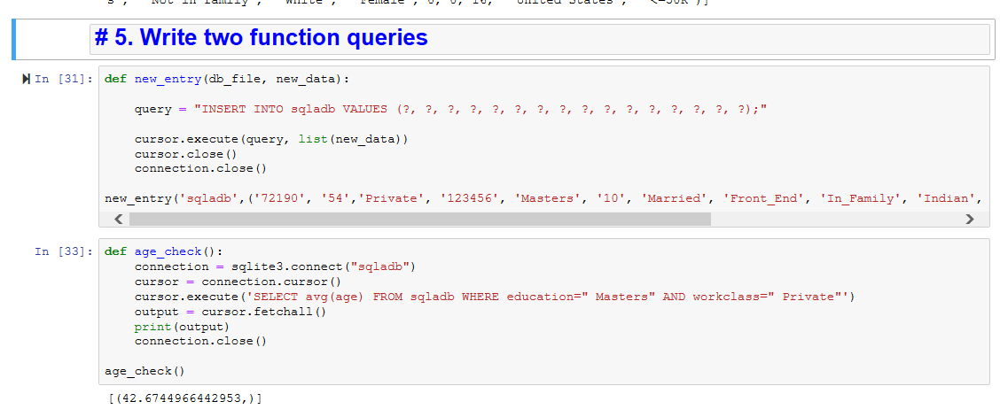 s', ' Not in family', ' White', ' Female', 0, 0, 16, ' United States', ' <=50K')]
# 5. Write two function queries
In [31]: def new_entry(db_file, new_data):
query = "INSERT INTO sqladb VALUES (?, ?, ?, ?, ?, ?, ?, ?, ?, ?, ?, ?, ?, ?, ?, ?);"
cursor.execute(query, list(new_data))
cursor.close()
connection.close()
new_entry('sqladb',('72190', '54','Private', '123456', 'Masters', '10', 'Married', 'Front_End', 'In_Family', 'Indian',
In [33]: def age_check():
connection = sqlite3.connect("sqladb")
cursor = connection.cursor()
cursor.execute('SELECT avg(age) FROM sqladb WHERE education=" Masters" AND workclass=" Private"')
output = cursor.fetchall()
print(output)
connection.close()
age_check()
[(42.6744966442953,)]